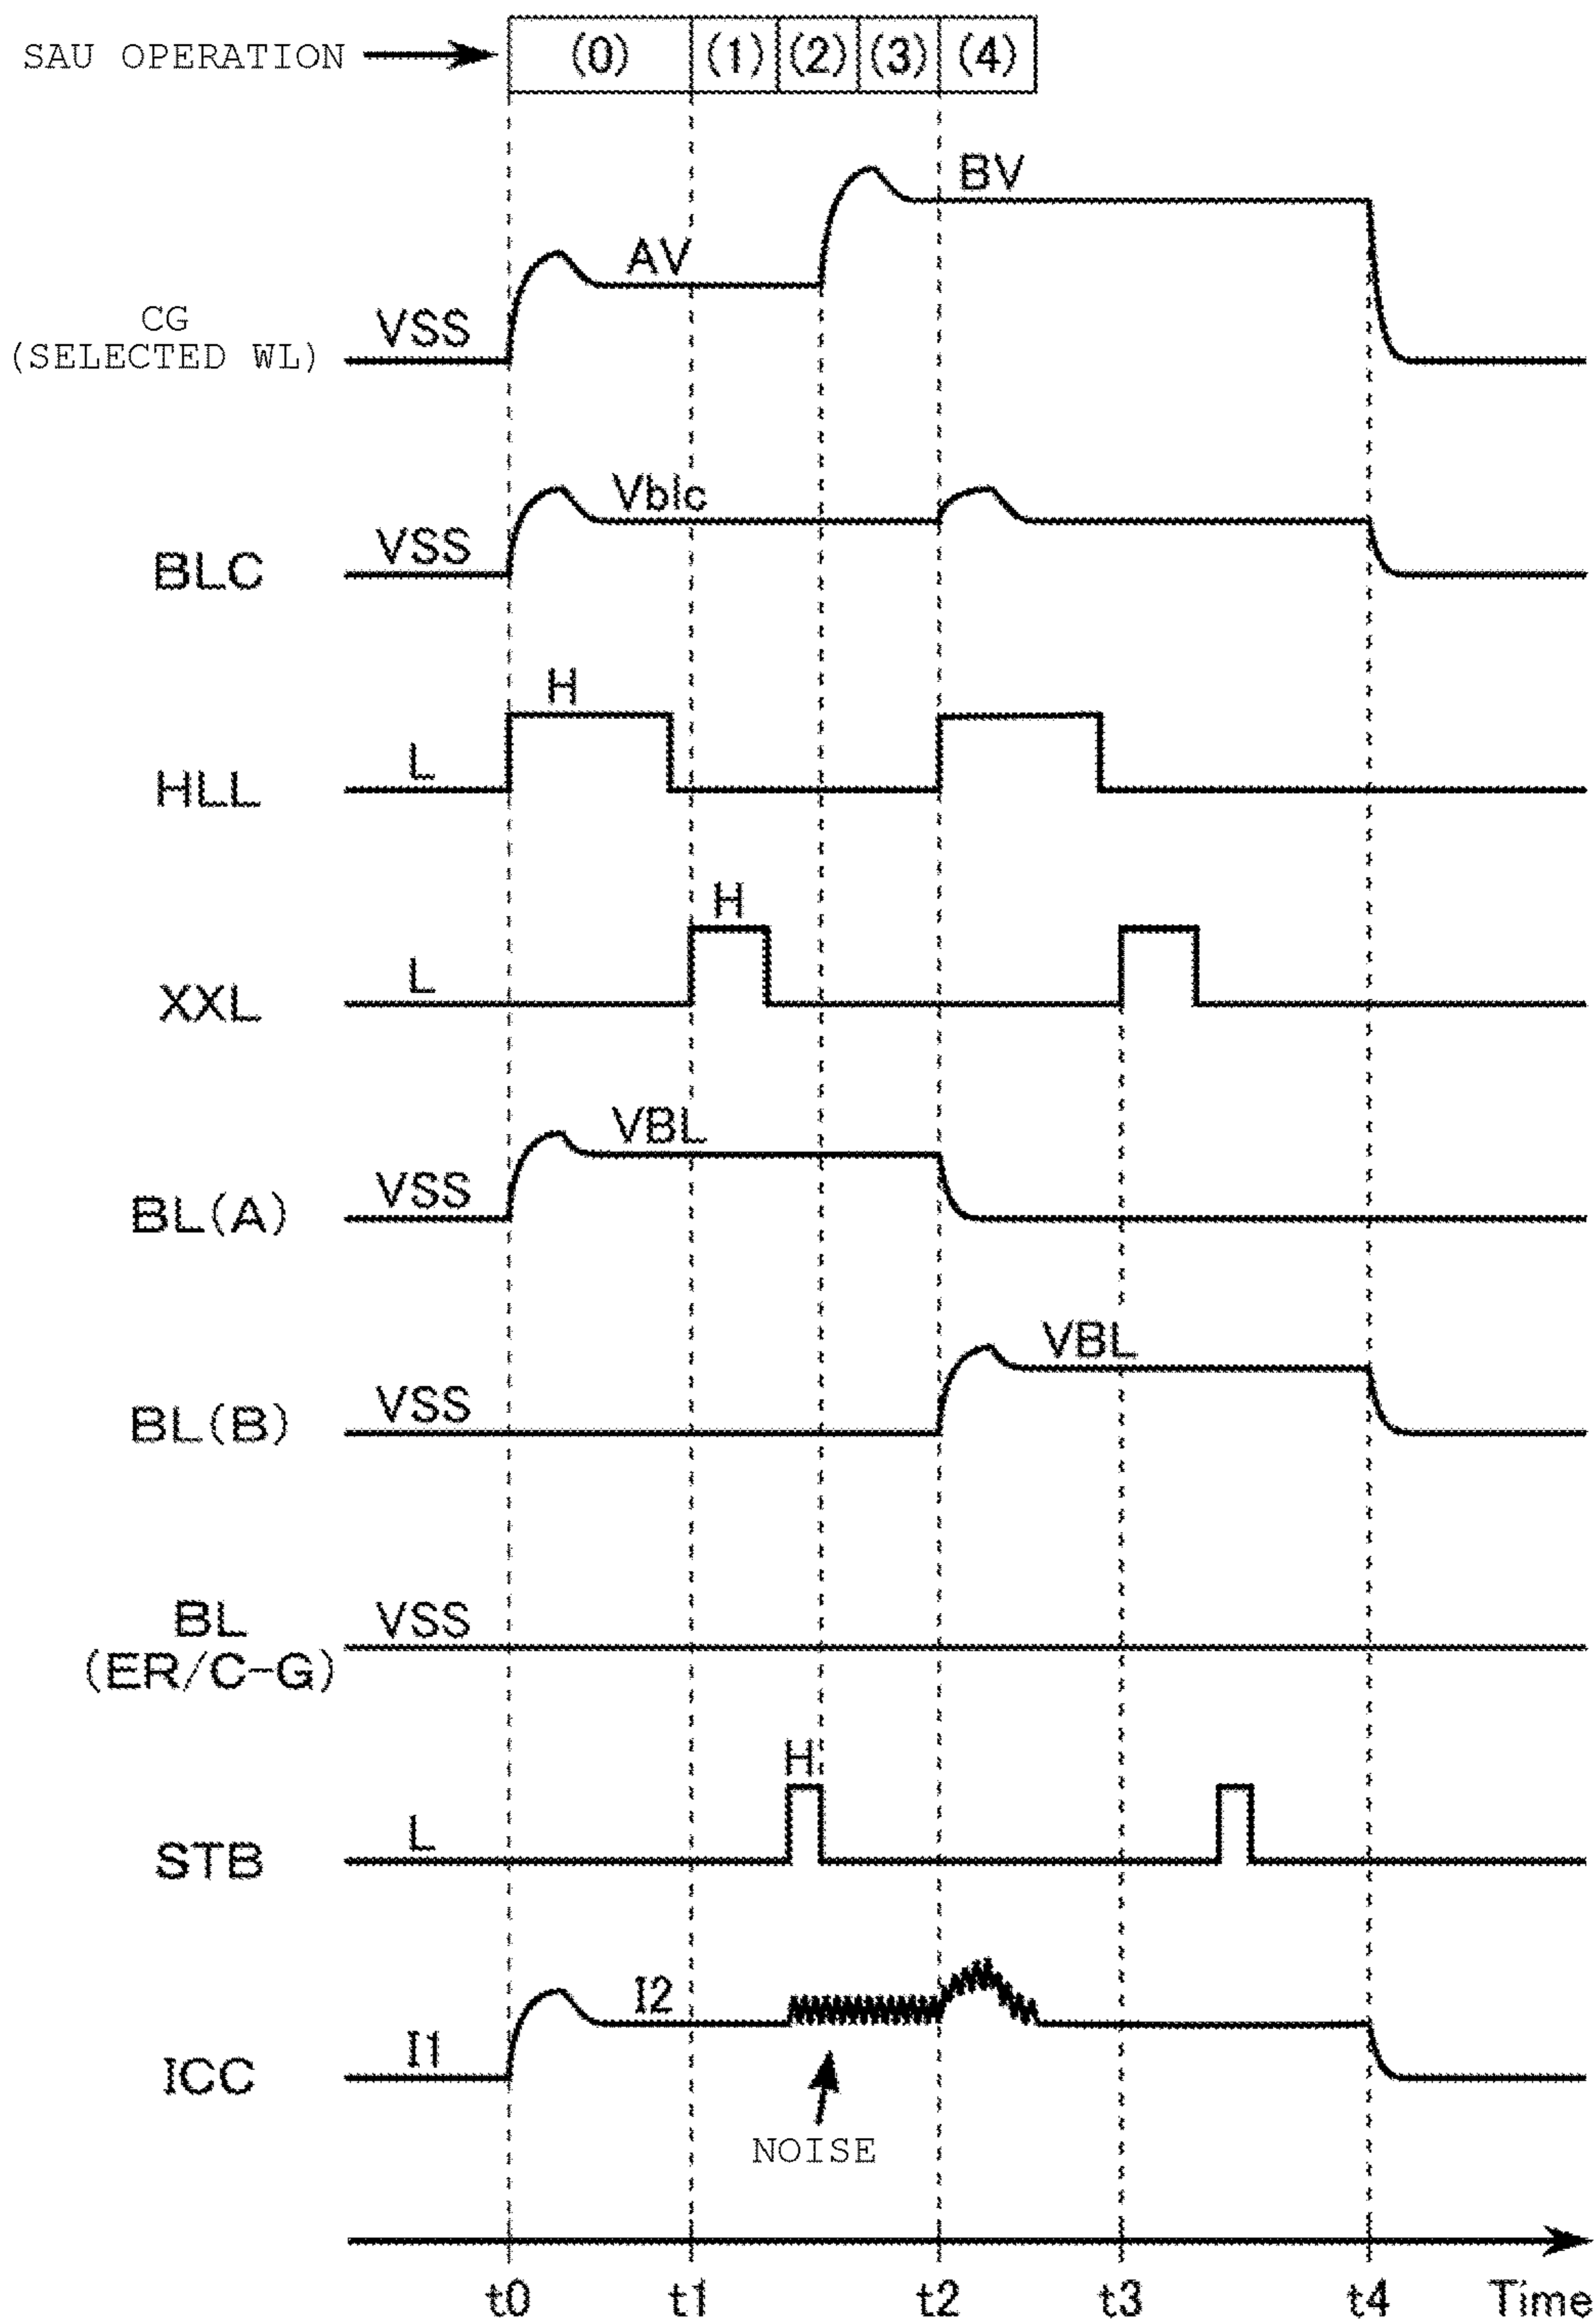 SAU OPERATION (0) (1) (2) (3) (4)
BV
AV
CG
(SELECTED WL)
VSS
Vblc
VSS
BLC
H
L
HLL
H
L
XXL
VBL
VSS
BL(A)
VBL
VSS
BL(B)
BL
(ER/C-G)
VSS
H
L
STB
I2
I1
ICC
NOISE
t0 t1 t2 t3 t4 Time